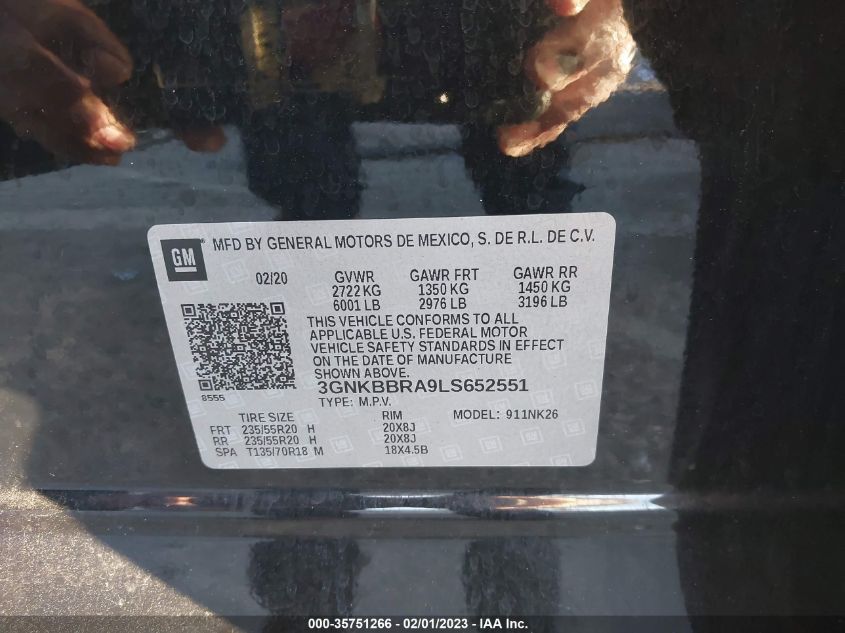 GM® MFD BY GENERAL MOTORS DE MEXICO, S. DE R.L. DE C.V.
02/20 GVWR GAWR FRT GAWR RR
2722 KG 1350 KG 1450 KG
6001 LB 2976 LB 3196 LB
THIS VEHICLE CONFORMS TO ALL
APPLICABLE U.S. FEDERAL MOTOR
VEHICLE SAFETY STANDARDS IN EFFECT
ON THE DATE OF MANUFACTURE
SHOWN ABOVE.
3GNKBBRA9LS652551
8555
TYPE: M.P.V.
TIRE SIZE RIM MODEL: 911NK26
FRT 235/55R20 H 20X8J
RR 235/55R20 H 20X8J
SPA T135/70R18 M 18X4.5B
000-35751266 - 02/01/2023 - IAA Inc.